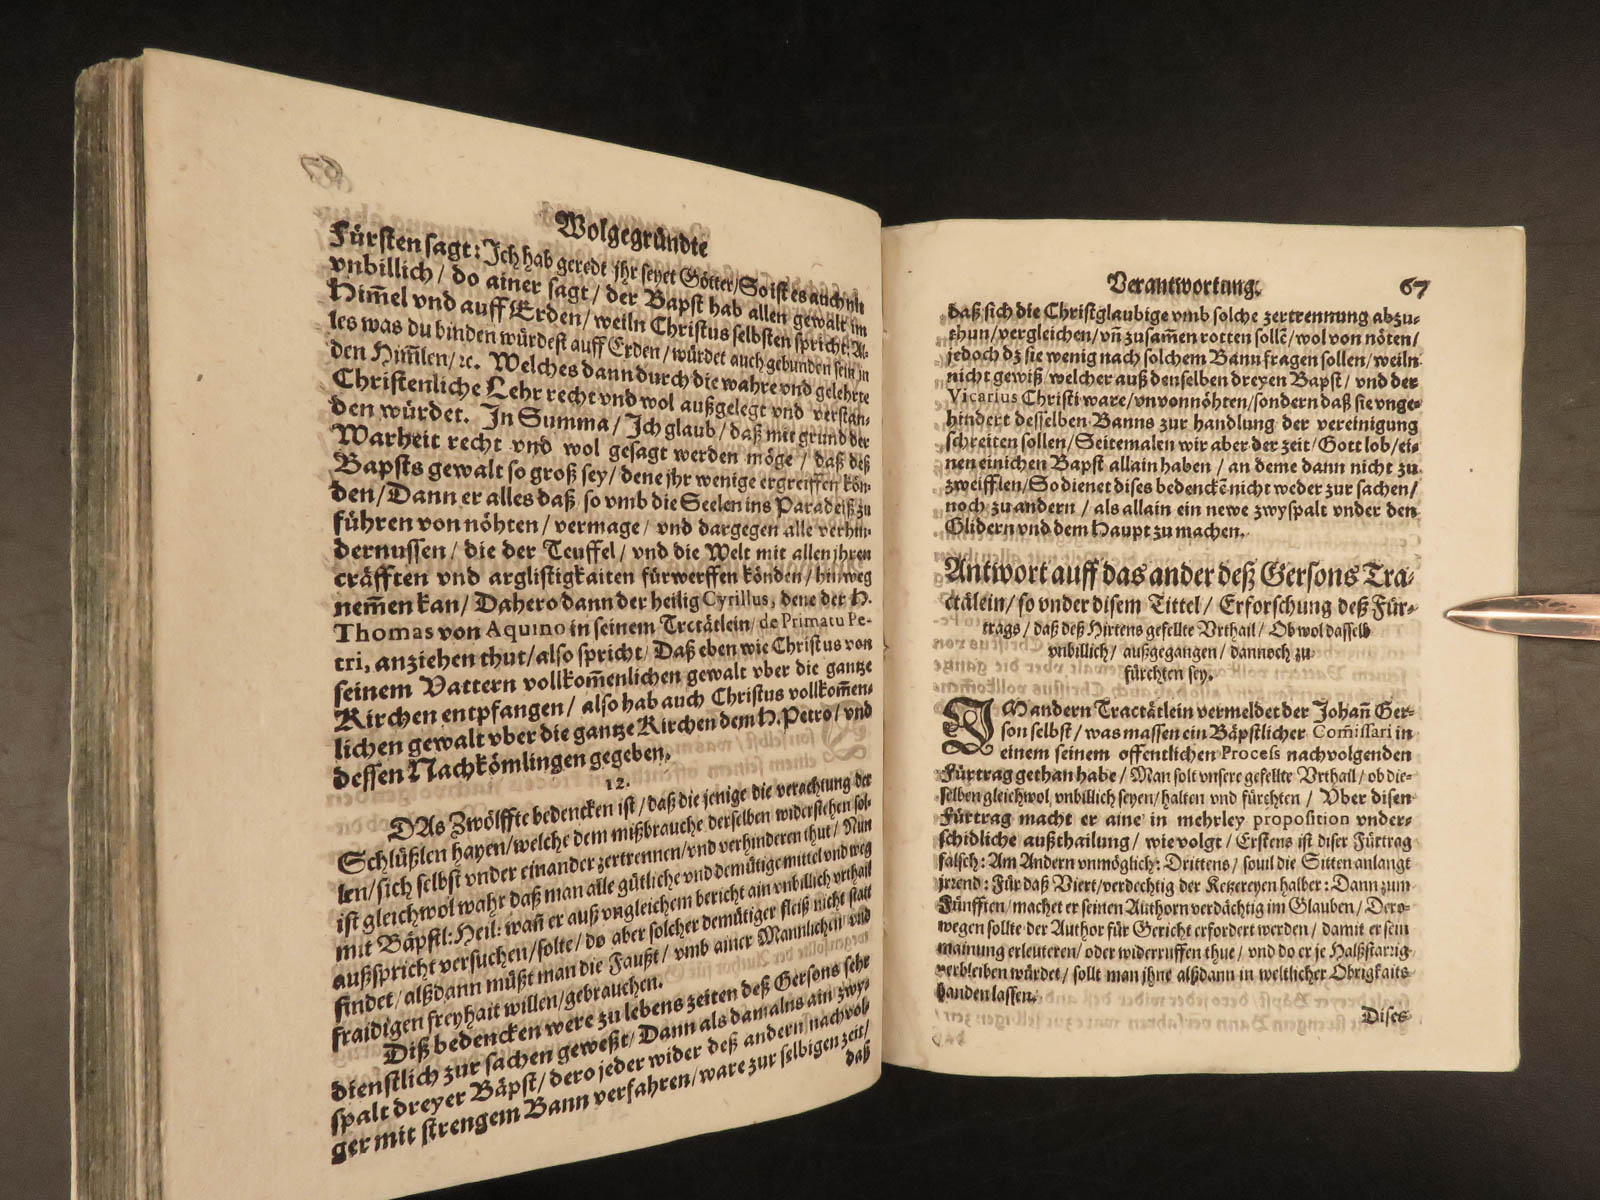 Wolgegründte
Fürsten sagt: Ich hab geredt jhr seyet Götter/ So ist es auch nit
vnbillich/ do ainer sagt/ der Bapst hab allen gewalt im
Him̃el vnd auff Erden/ weiln Christus selbsten spricht: Al-
les was du binden würdest auff Erden/ würdet auch gebunden sein in
den Him̃len/ ꝛc. Welches dann durch die wahre vnd gelehrte
Christenliche Lehr recht vnd wol außgelegt vnd verstan-
den würdet. In Summa/ Ich glaub/ daß mit grund der
Warheit recht vnd wol gesagt werden möge/ daß deß
Bapsts gewalt so groß sey/ dene jhr wenige ergreiffen kön-
den/ Dann er alles daß so vmb die Seelen ins Paradeiß zu
führen von nöhten/ vermage/ vnd dargegen alle verhin-
dernussen/ die der Teuffel/ vnd die Welt mit allen jhren
cräfften vnd arglistigkaiten fürwerffen könden/ hinweg
nem̃en kan/ Dahero dann der heilig Cyrillus, dene der H.
Thomas von Aquino in seinem Trctätlein/ de Primatu Pe-
tri, anziehen thut/ also spricht/ Daß eben wie Christus von
seinem Vattern vollkom̃enlichen gewalt vber die gantze
Kirchen entpfangen/ also hab auch Christus vollkom̃en-
lichen gewalt vber die gantze Kirchen dem H. Petro/ vnd
dessen Nachkömlingen gegeben.
12.
DAs Zwölffte bedencken ist/ daß die jenige die verachtung der
Schlüßlen hayen/ welche dem mißbrauche derselben widerstehen sol-
len/ sich selbst vnder einander zertrennen/ vnd verhinderen thut/ Nun
ist gleichwol wahr daß man alle gütliche vnd demütige mittel vnd weg
mit Bäpstl: Heil: wañ er auß vngleichem bericht ain vnbillich vrthail
außspricht versuchen/ solte/ do aber solcher demütiger fleiß nicht statt
findet/ alßdann müßt man die Faußt/ vmb ainer Mannlichen vnd
fraidigen freyhait willen/ gebrauchen.
Diß bedencken were zu lebens zeiten deß Gersons sehr
dienstlich zur sachen geweßt/ Dann als damalns ain zwy-
spalt dreyer Bäpst/ dero jeder wider deß andern nachvol-
ger mit strengem Bann verfahren/ ware zur selbigen zeit/
daß
Verantwortung. 67
daß sich die Christglaubige vmb solche zertrennung abzu-
thun/ vergleichen/ vñ zusam̃en rotten sollẽ/ wol von nöten/
jedoch dz sie wenig nach solchem Bann fragen sollen/ weiln
nicht gewiß welcher auß denselben dreyen Bapst/ vnd der
Vicarius Christi ware/ vnvonnöhten/ sondern daß sie vnge-
hindert desselben Banns zur handlung der vereinigung
schreiten sollen/ Seitemalen wir aber der zeit/ Gott lob/ ei-
nen einichen Bapst allain haben/ an deme dann nicht zu
zweifflen/ So dienet dises bedenckẽ nicht weder zur sachen/
noch zu andern/ als allain ein newe zwyspalt vnder den
Glidern vnd dem Haupt zu machen.
Antwort auff das ander deß Gersons Tra-
ctätlein/ so vnder disem Tittel/ Erforschung deß Für-
trags/ daß deß Hirtens gefellte Vrthail/ Ob wol dasselb
vnbillich/ außgegangen/ dannoch zu
fürchten sey.
IM andern Tractätlein vermeldet der Johañ Ger-
son selbst/ was massen ein Bäpstlicher Com̃issari in
einem seinem offentlichen Process nachvolgenden
Fürtrag gethan habe/ Man solt vnsere gefellte Vrthail/ ob die-
selben gleichwol vnbillich seyen/ halten vnd fürchten/ Vber disen
Fürtrag macht er aine in mehrley proposition vnder-
schidliche außthailung/ wie volgt/ Erstens ist diser Fürtrag
falsch: Am Andern vnmöglich: Drittens/ souil die Sitten anlangt
jrrend: Für daß Viert/ verdechtig der Ketzereyen halber: Dann zum
Fünfften/ machet er seinen Authorn verdächtig im Glauben/ Dero-
wegen sollte der Author für Gericht erfordert werden/ damit er sein
mainung erleuteren/ oder widerruffen thue/ vnd do er je Halßstarzig
verbleiben würdet/ sollt man jhne alßdann in weltlicher Obrigkaits
handen lassen.
Dises